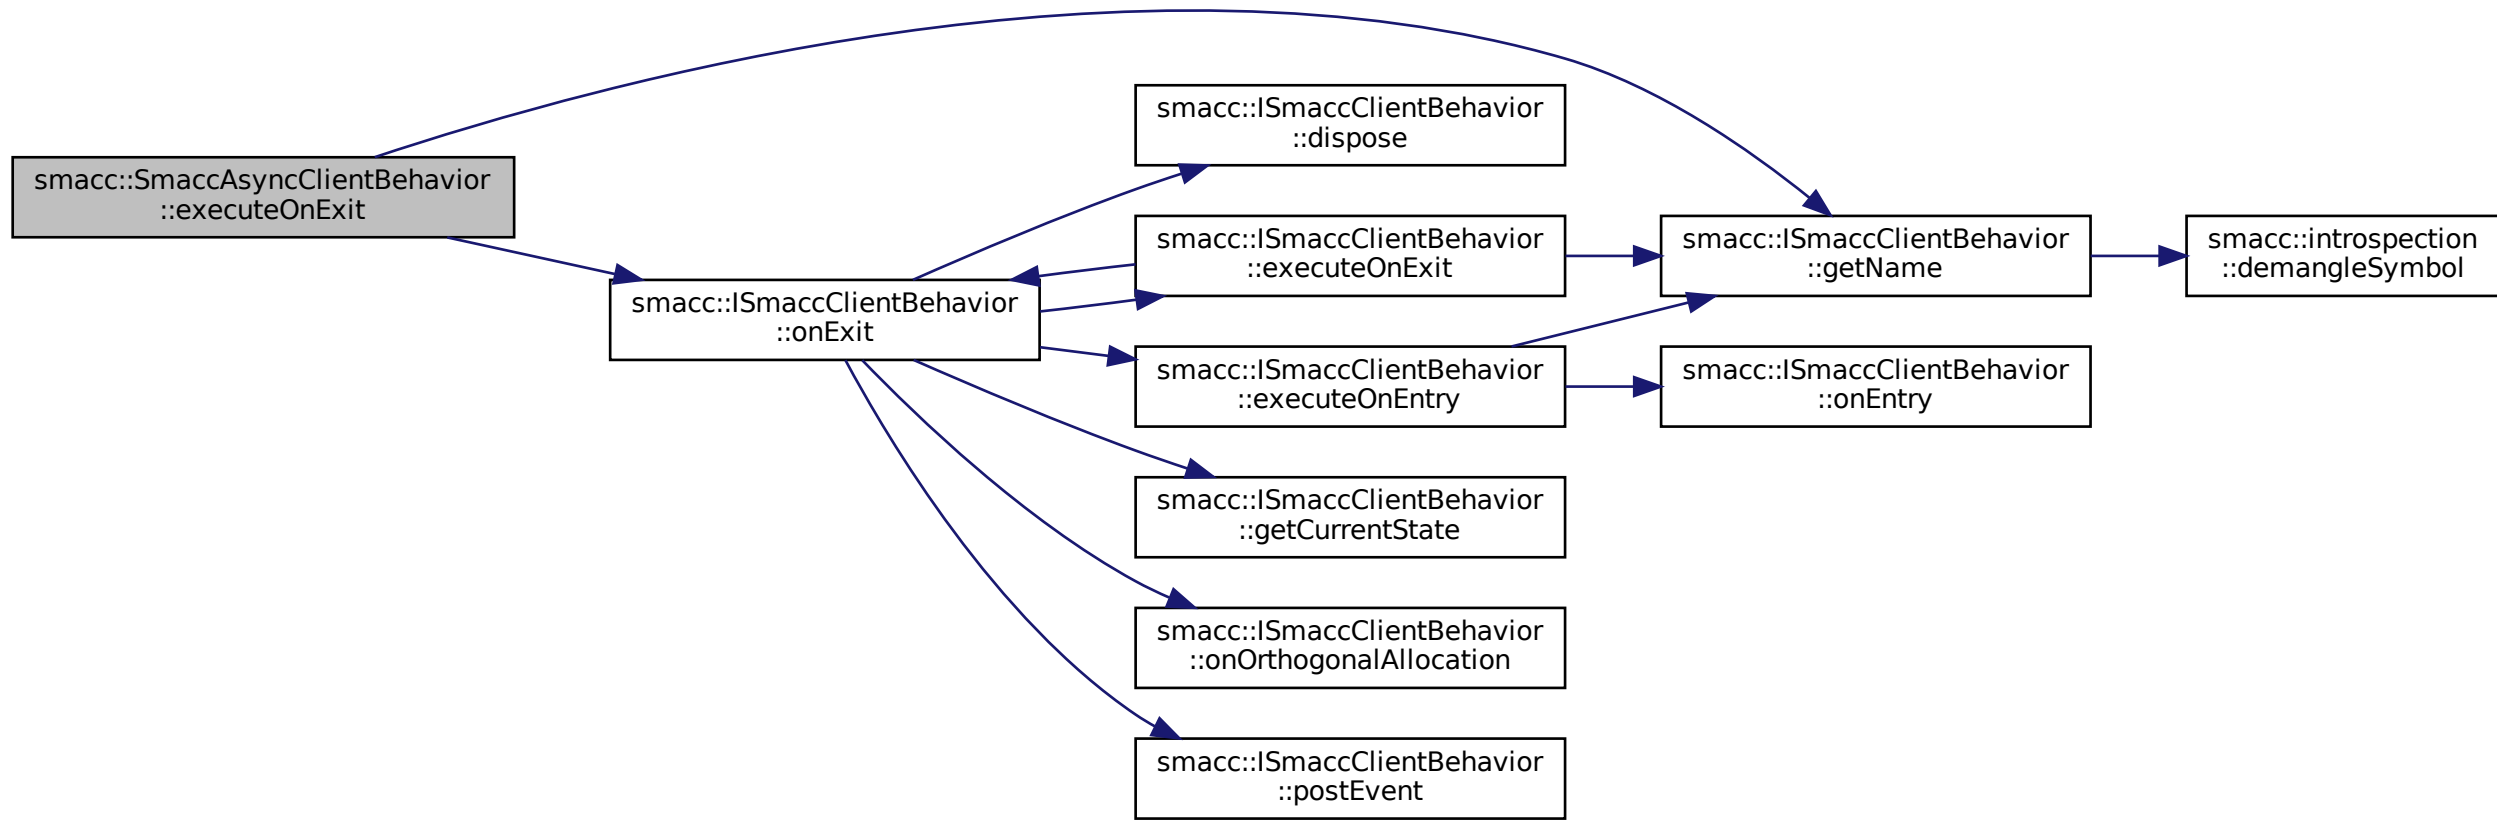 smacc::SmaccAsyncClientBehavior
::executeOnExit
smacc::ISmaccClientBehavior
::onExit
smacc::ISmaccClientBehavior
::dispose
smacc::ISmaccClientBehavior
::executeOnExit
smacc::ISmaccClientBehavior
::executeOnEntry
smacc::ISmaccClientBehavior
::getCurrentState
smacc::ISmaccClientBehavior
::onOrthogonalAllocation
smacc::ISmaccClientBehavior
::postEvent
smacc::ISmaccClientBehavior
::getName
smacc::ISmaccClientBehavior
::onEntry
smacc::introspection
::demangleSymbol